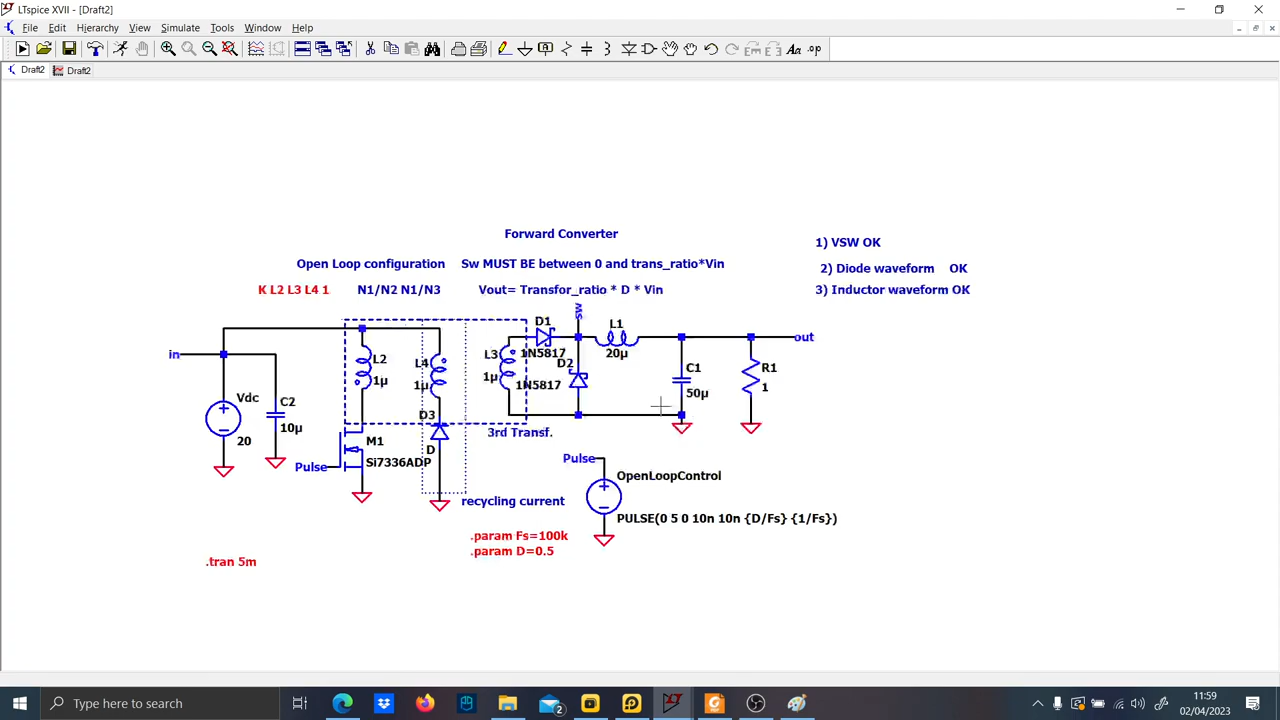 LTspice XVII - [Draft2]
File Edit Hierarchy View Simulate Tools Window Help
Draft2 Draft2
Forward Converter
1) VSW OK
Open Loop configuration Sw MUST BE between 0 and trans_ratio*Vin
2) Diode waveform OK
K L2 L3 L4 1 N1/N2 N1/N3 Vout= Transfor_ratio * D * Vin
3) Inductor waveform OK
sw
D1
L1
in
out
L2
L4
L3
1N5817
20µ
D2
C1
R1
1µ
1µ
1µ
1N5817
50µ
1
Vdc
C2
20
10µ
D3
3rd Transf.
M1
D
Pulse
Si7336ADP
Pulse
OpenLoopControl
recycling current
PULSE(0 5 0 10n 10n {D/Fs} {1/Fs})
.param Fs=100k
.param D=0.5
.tran 5m
Type here to search
2
11:59
02/04/2023